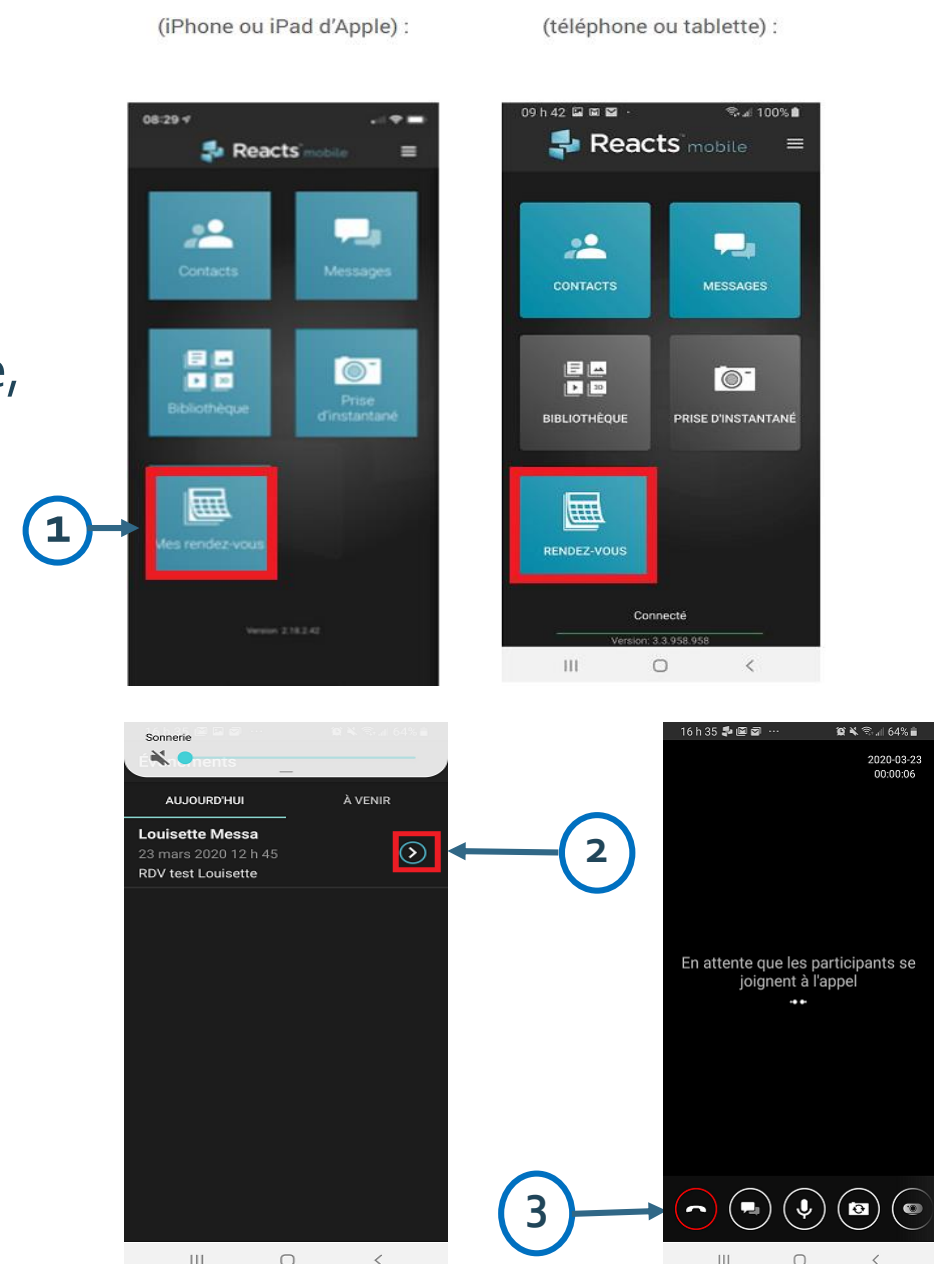 (iPhone ou iPad d'Apple) :
(téléphone ou tablette) :
08:29
Reacts mobile
Contacts
Messages
Bibliothèque
Prise
d'instantané
Mes rendez-vous
Version 2.18.2.42
09 h 42
100%
Reacts mobile
CONTACTS
MESSAGES
BIBLIOTHÈQUE
PRISE D'INSTANTANÉ
RENDEZ-VOUS
Connecté
Version: 3.3.958.958
e,
1
Sonnerie
64%
Événements
AUJOURD'HUI
À VENIR
Louisette Messa
23 mars 2020 12 h 45
RDV test Louisette
2
16 h 35
64%
2020-03-23
00:00:06
En attente que les participants se
joignent à l'appel
3